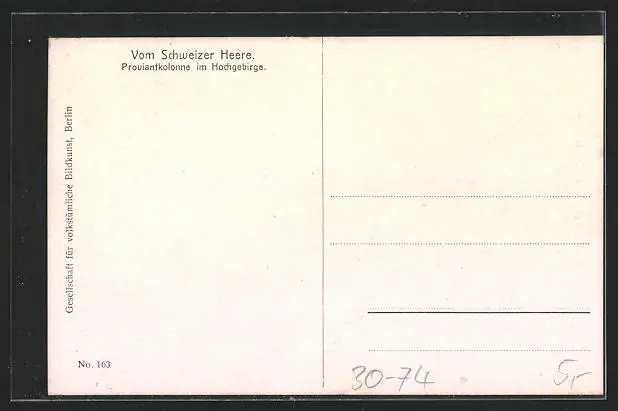 Vom Schweizer Heere.
Proviantkolonne im Hochgebirge.
Gesellschaft für volkstümliche Bildkunst, Berlin
No. 163
30-74
5,-